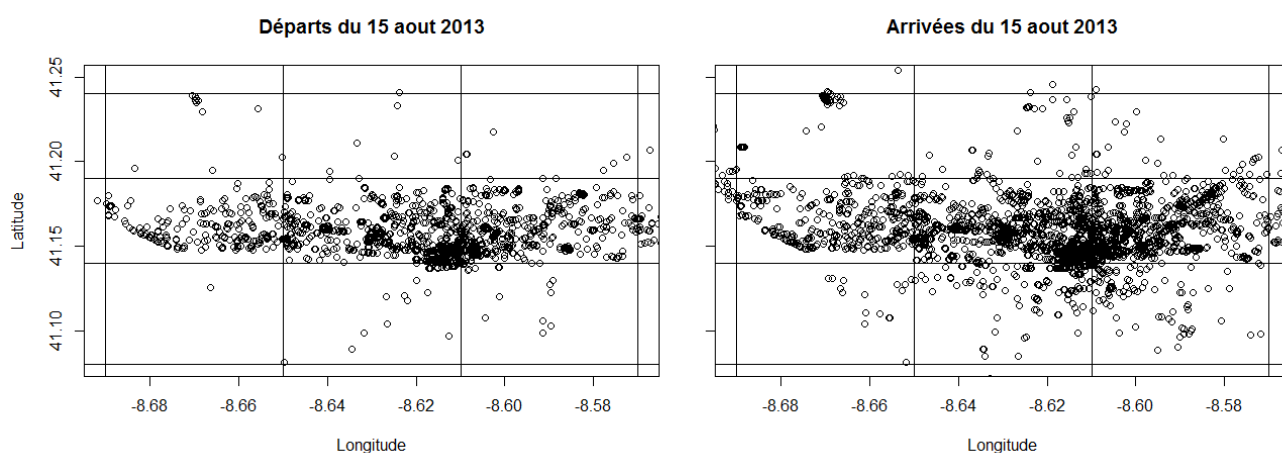 Départs du 15 aout 2013
Arrivées du 15 aout 2013
Latitude
41.25
41.20
41.15
41.10
-8.68 -8.66 -8.64 -8.62 -8.60 -8.58
-8.68 -8.66 -8.64 -8.62 -8.60 -8.58
Longitude
Longitude